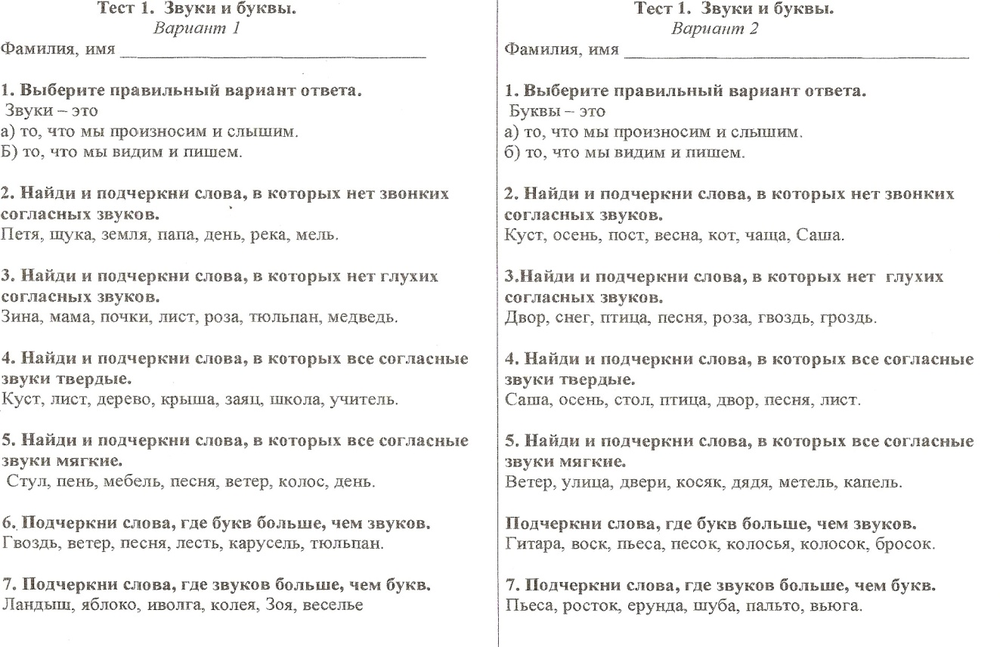 Тест 1. Звуки и буквы.
Вариант 1
Фамилия, имя
1. Выберите правильный вариант ответа.
Звуки – это
а) то, что мы произносим и слышим.
Б) то, что мы видим и пишем.
2. Найди и подчеркни слова, в которых нет звонких
согласных звуков.
Петя, щука, земля, папа, день, река, мель.
3. Найди и подчеркни слова, в которых нет глухих
согласных звуков.
Зина, мама, почки, лист, роза, тюльпан, медведь.
4. Найди и подчеркни слова, в которых все согласные
звуки твердые.
Куст, лист, дерево, крыша, заяц, школа, учитель.
5. Найди и подчеркни слова, в которых все согласные
звуки мягкие.
Стул, пень, мебель, песня, ветер, колос, день.
6. Подчеркни слова, где букв больше, чем звуков.
Гвоздь, ветер, песня, лесть, карусель, тюльпан.
7. Подчеркни слова, где звуков больше, чем букв.
Ландыш, яблоко, иволга, колея, Зоя, веселье
Тест 1. Звуки и буквы.
Вариант 2
Фамилия, имя
1. Выберите правильный вариант ответа.
Буквы – это
а) то, что мы произносим и слышим.
б) то, что мы видим и пишем.
2. Найди и подчеркни слова, в которых нет звонких
согласных звуков.
Куст, осень, пост, весна, кот, чаща, Саша.
3.Найди и подчеркни слова, в которых нет глухих
согласных звуков.
Двор, снег, птица, песня, роза, гвоздь, гроздь.
4. Найди и подчеркни слова, в которых все согласные
звуки твердые.
Саша, осень, стол, птица, двор, песня, лист.
5. Найди и подчеркни слова, в которых все согласные
звуки мягкие.
Ветер, улица, двери, косяк, дядя, метель, капель.
Подчеркни слова, где букв больше, чем звуков.
Гитара, воск, пьеса, песок, колосья, колосок, бросок.
7. Подчеркни слова, где звуков больше, чем букв.
Пьеса, росток, ерунда, шуба, пальто, вьюга.